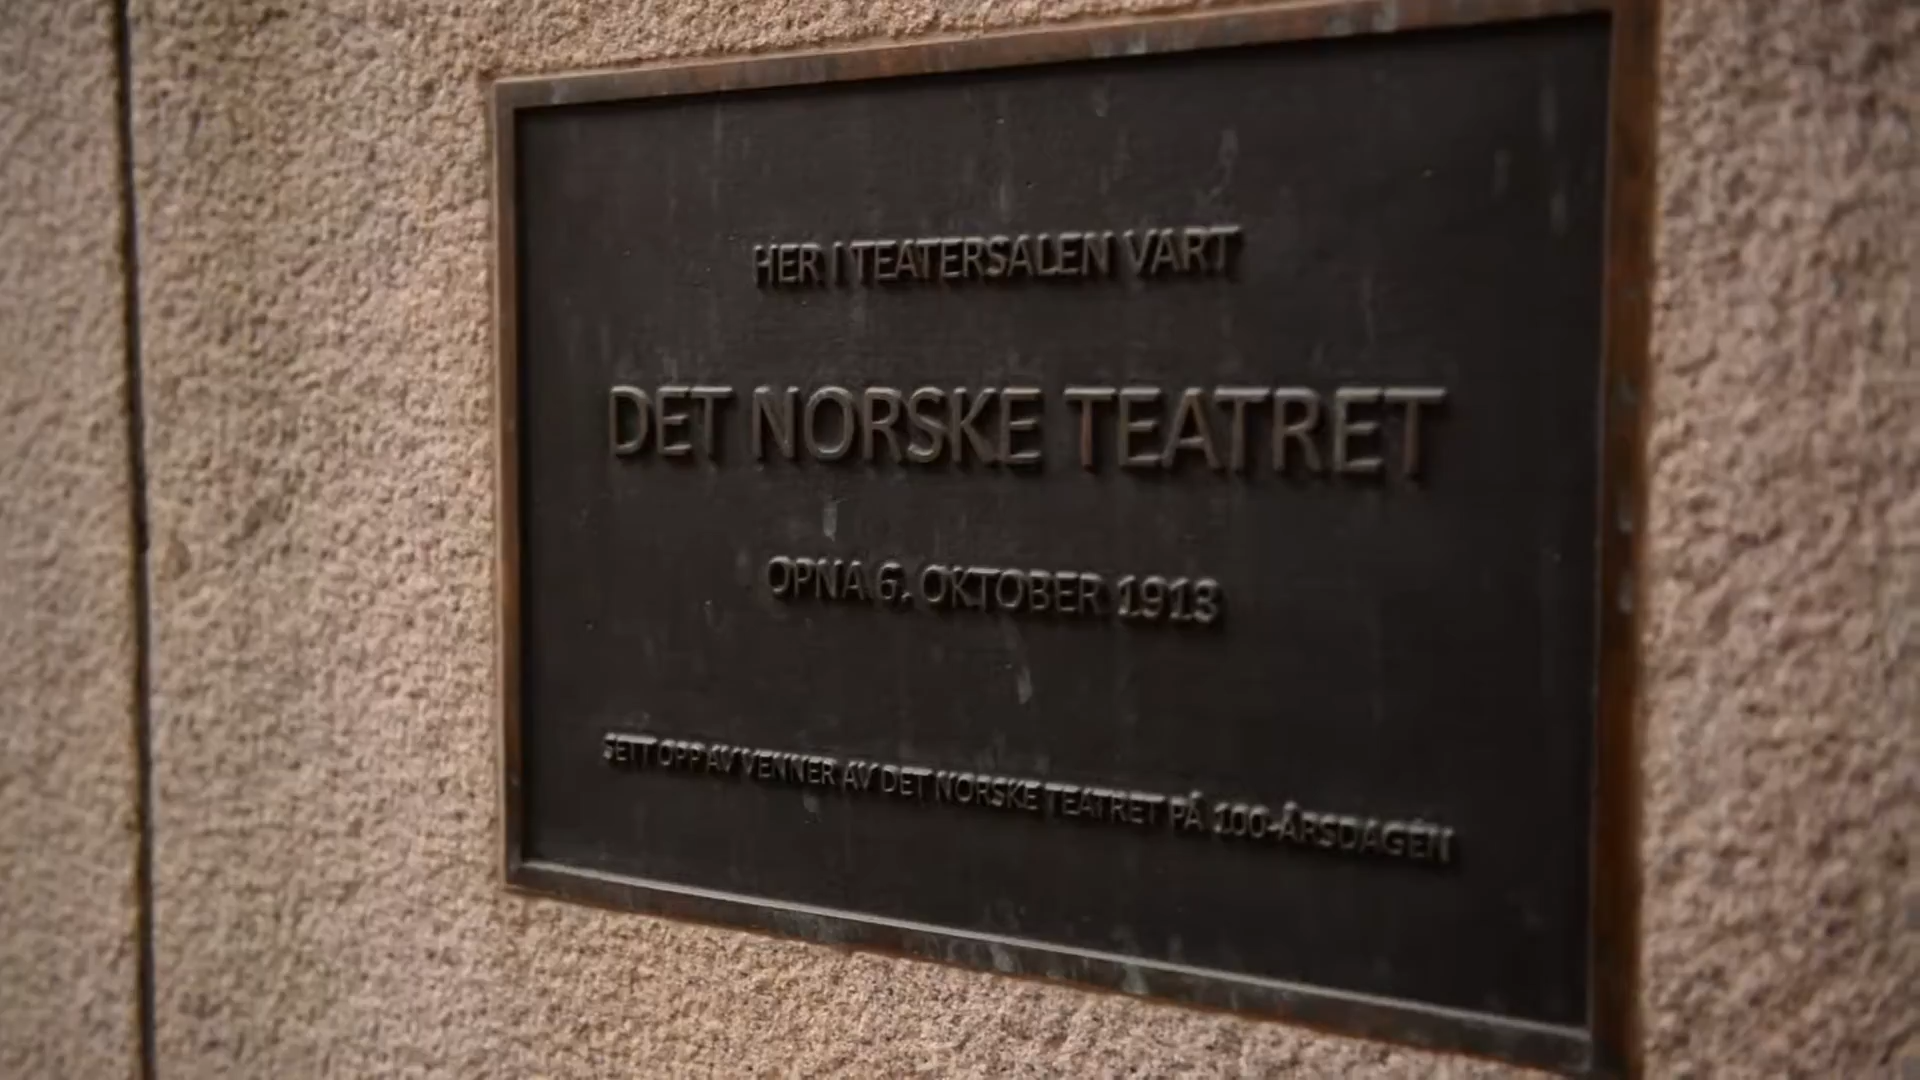 HER I TEATERSALEN VART
DET NORSKE TEATRET
OPNA 6. OKTOBER 1913
SETT OPP AV VENNER AV DET NORSKE TEATRET PÅ 100-ÅRSDAGEN